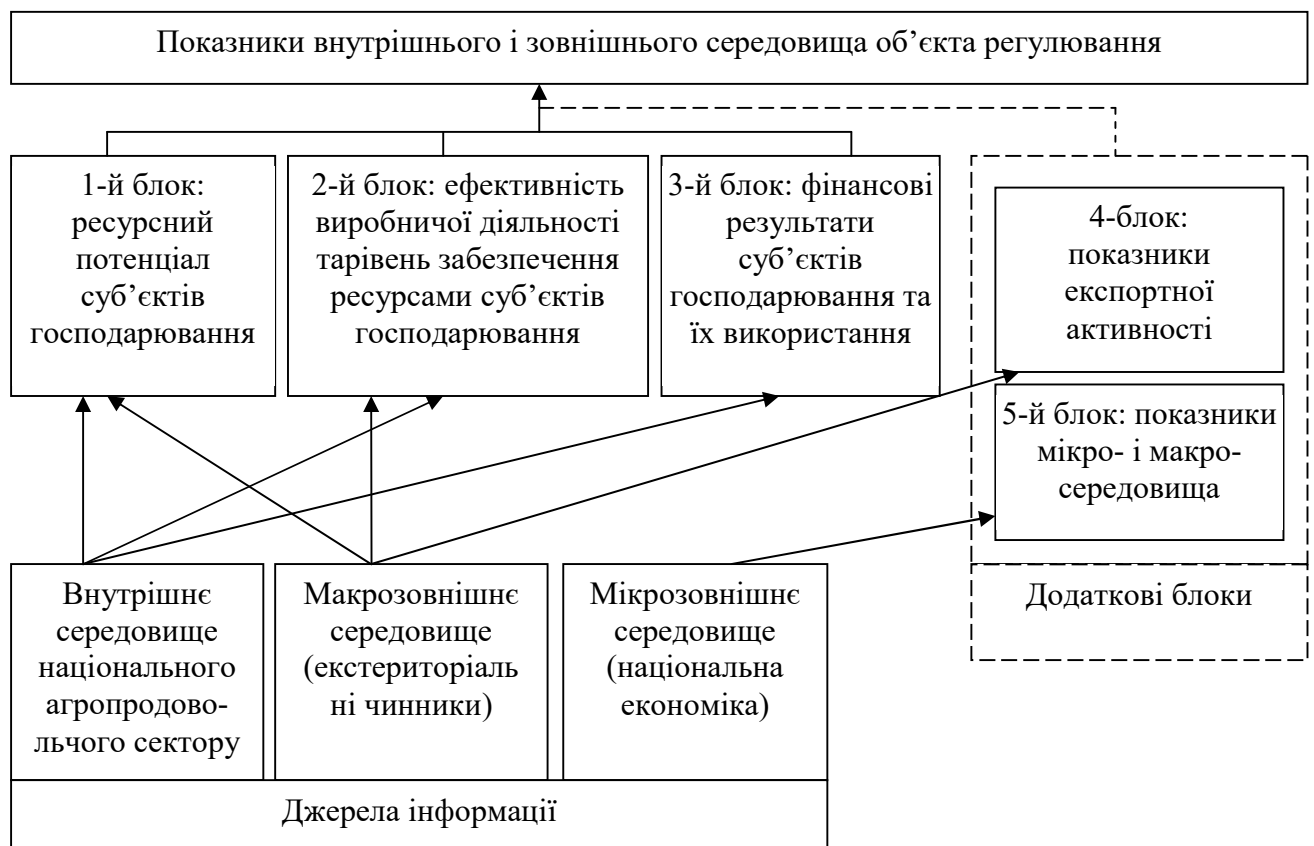 Показники внутрішнього і зовнішнього середовища об’єкта регулювання
1-й блок:
ресурсний
потенціал
суб’єктів
господарювання
2-й блок: ефективність
виробничої діяльності
тарівень забезпечення
ресурсами суб’єктів
господарювання
3-й блок: фінансові
результати
суб’єктів
господарювання та
їх використання
4-блок:
показники
експортної
активності
5-й блок: показники
мікро- і макро-
середовища
Додаткові блоки
Внутрішнє
середовище
національного
агропродово-
льчого сектору
Макрозовнішнє
середовище
(екстериторіаль
ні чинники)
Мікрозовнішнє
середовище
(національна
економіка)
Джерела інформації